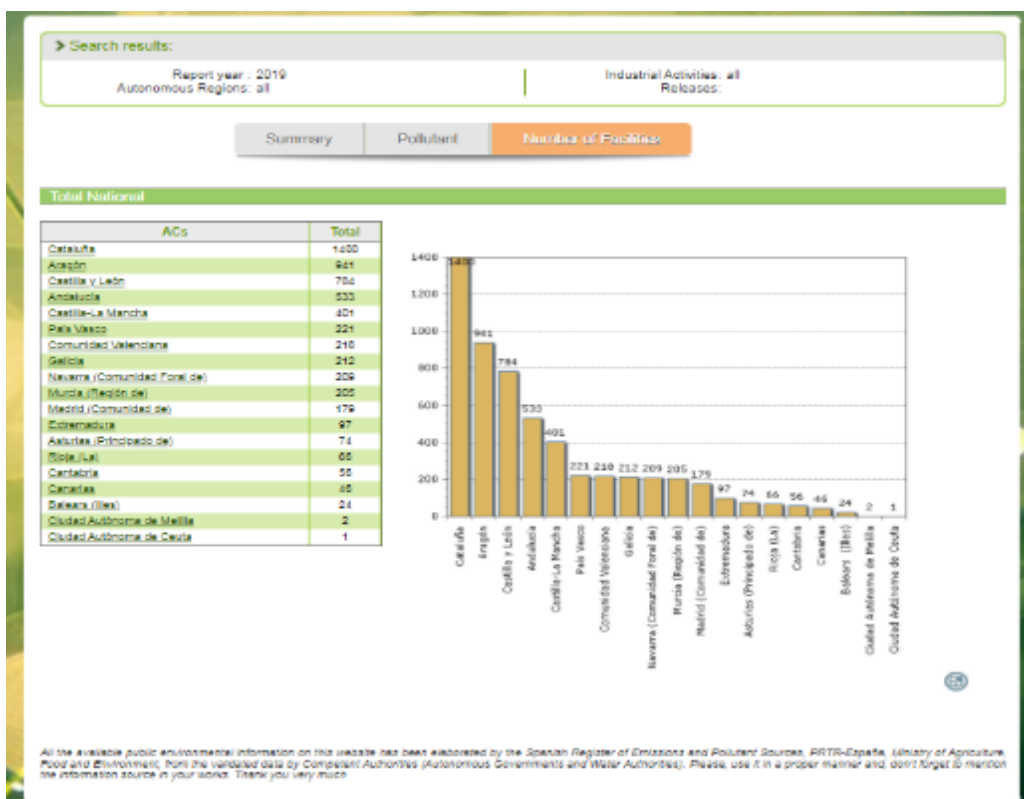 Search results:
Report year : 2019
Autonomous Regions: all
Industrial Activities: all
Releases:
Summary Pollutant Number of Facilities
Total National
ACs Total
Cataluña 1400
Aragón 941
Castilla y León 784
Andalucía 533
Castilla-La Mancha 401
País Vasco 221
Comunidad Valenciana 218
Galicia 212
Navarra (Comunidad Foral de) 209
Murcia (Región de) 205
Madrid (Comunidad de) 179
Extremadura 97
Asturias (Principado de) 74
Rioja (La) 66
Cantabria 56
Canarias 46
Balears (Illes) 24
Ciudad Autónoma de Melilla 2
Ciudad Autónoma de Ceuta 1
1400
1200
1000
800
600
400
200
0
1400 941 784 533 401 221 218 212 209 205 179 97 74 66 56 46 24 2 1
Cataluña
Aragón
Castilla y León
Andalucía
Castilla-La Mancha
País Vasco
Comunidad Valenciana
Galicia
Navarra (Comunidad Foral de)
Murcia (Región de)
Madrid (Comunidad de)
Extremadura
Asturias (Principado de)
Rioja (La)
Cantabria
Canarias
Balears (Illes)
Ciudad Autónoma de Melilla
Ciudad Autónoma de Ceuta
All the available public environmental information on this website has been elaborated by the Spanish Register of Emissions and Pollutant Sources, PRTR-España, Ministry of Agriculture,
Food and Environment, from the validated data by Competent Authorities (Autonomous Governments and Water Authorities). Please, use it in a proper manner and, don't forget to mention
the information source in your works. Thank you very much